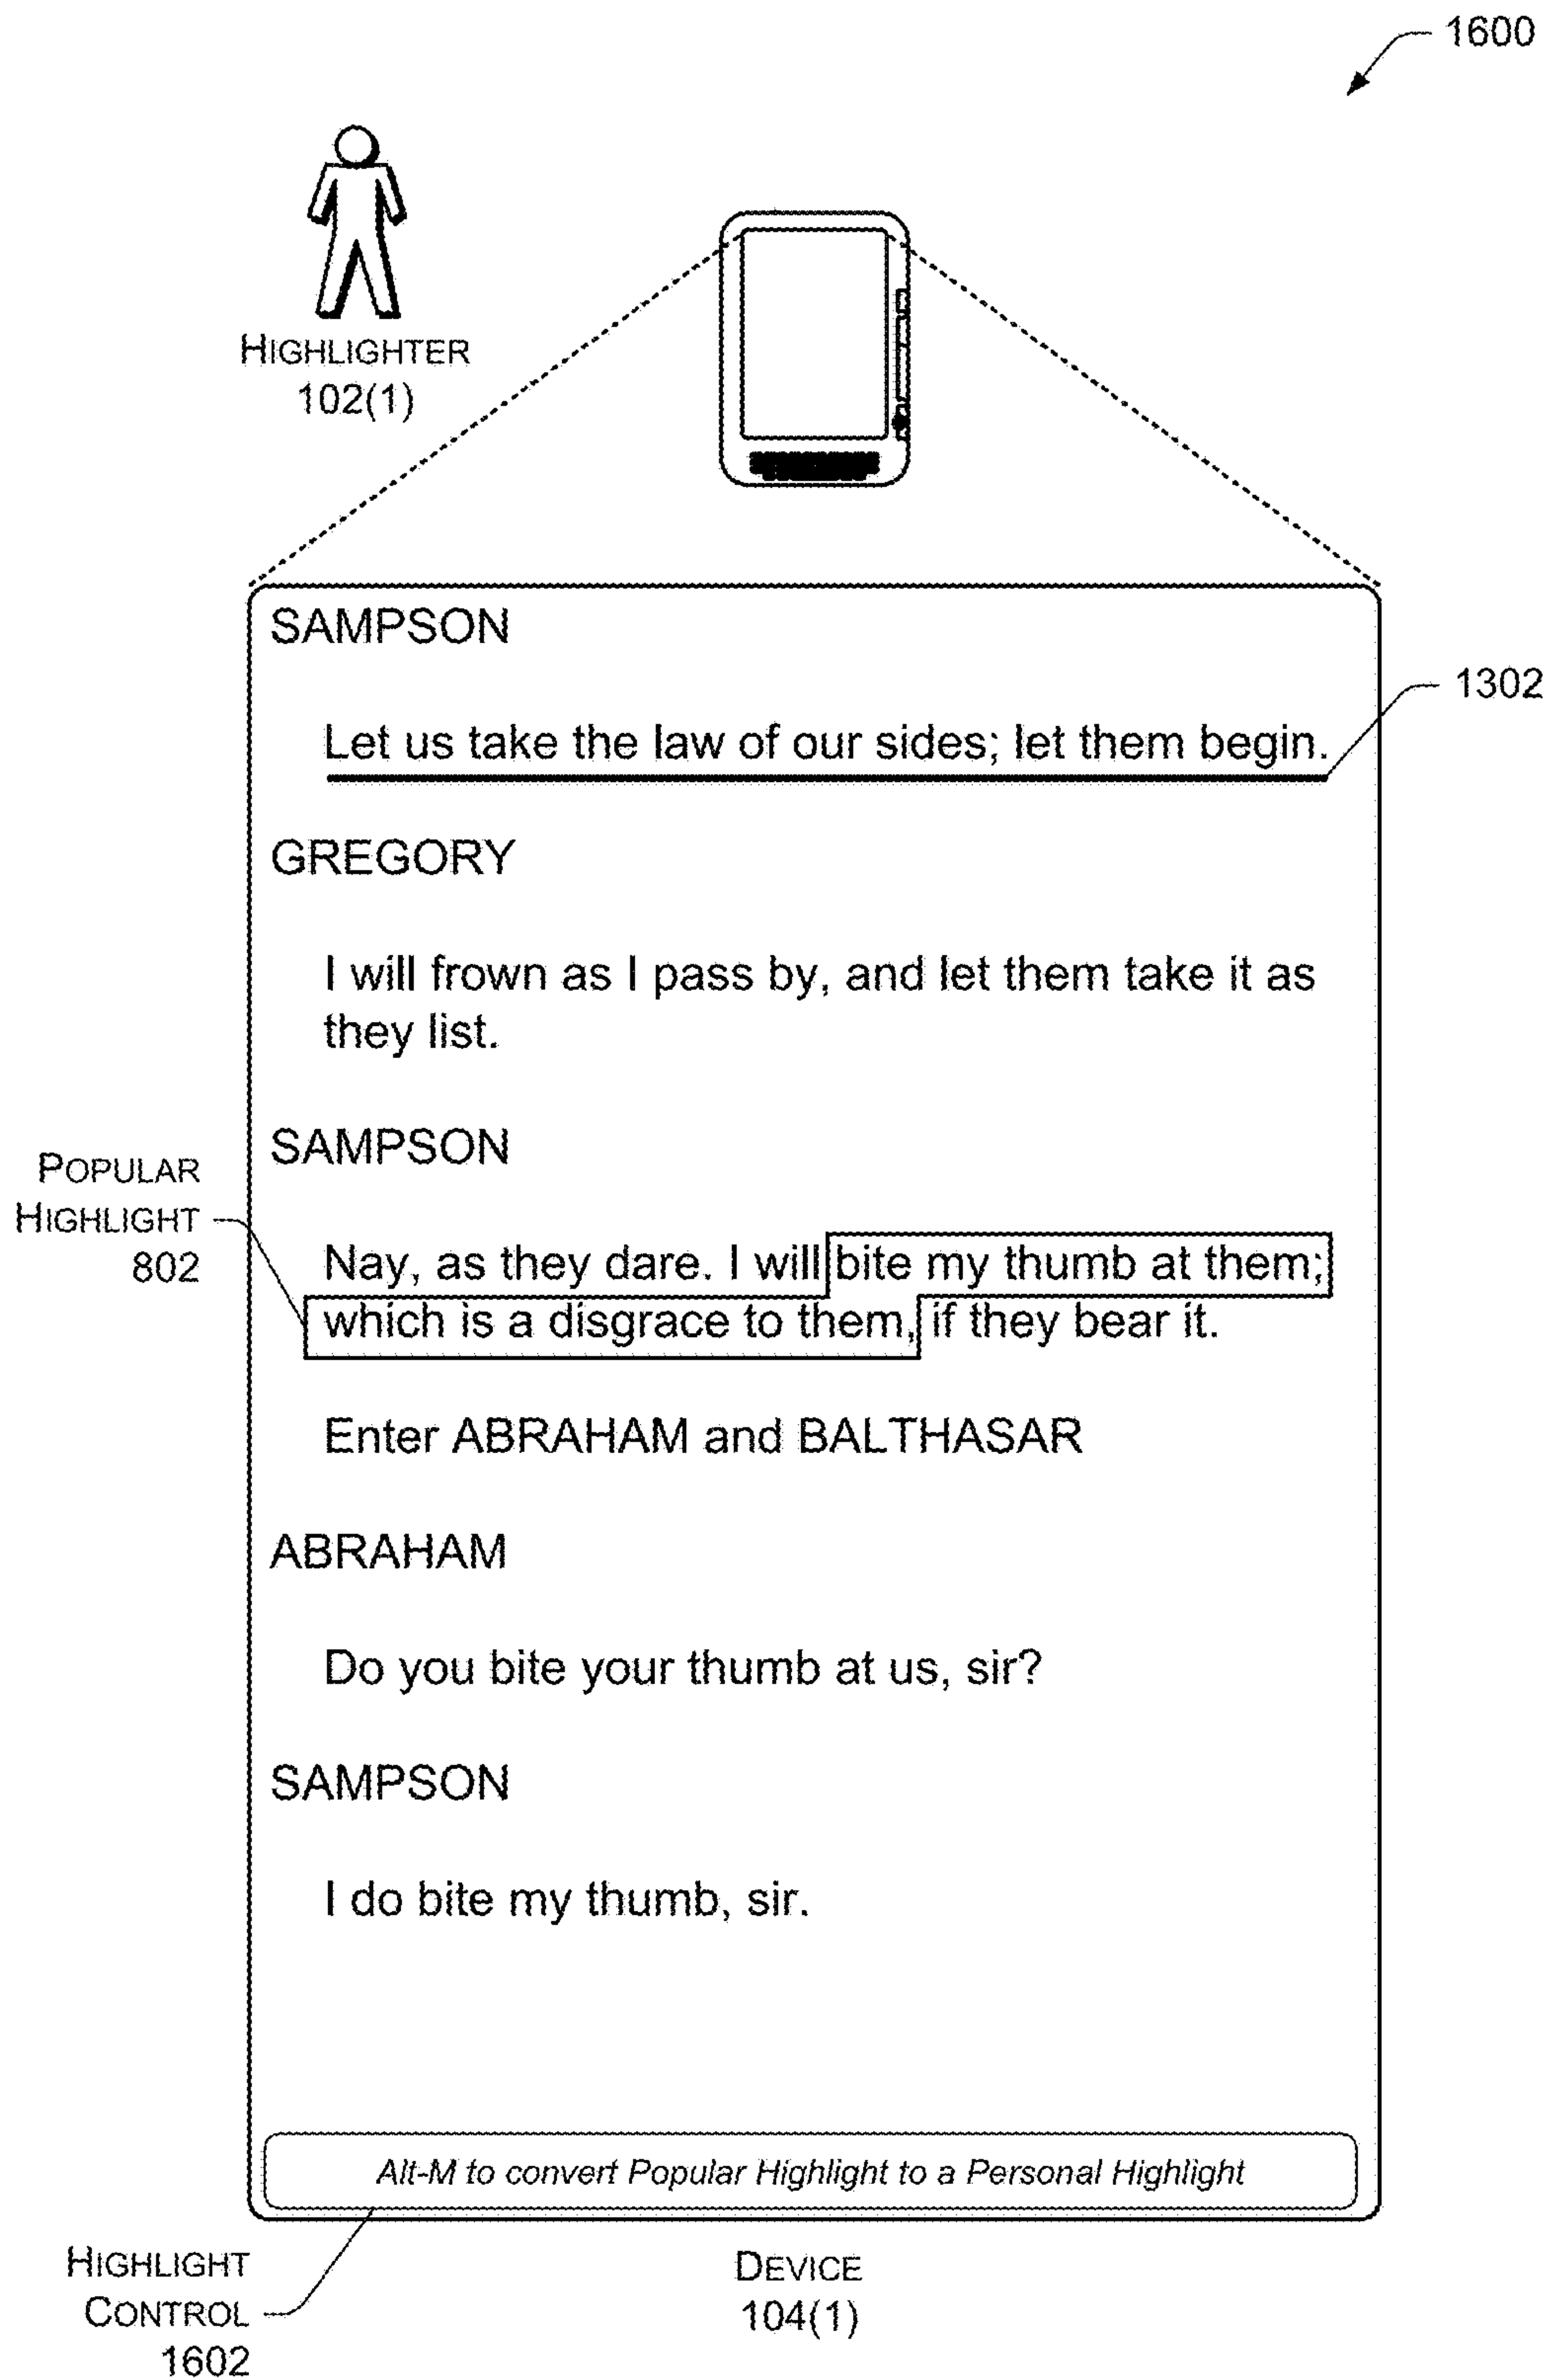 1600
HIGHLIGHTER
102(1)
SAMPSON
1302
Let us take the law of our sides; let them begin.
GREGORY
I will frown as I pass by, and let them take it as
they list.
SAMPSON
POPULAR
HIGHLIGHT
802
Nay, as they dare. I will bite my thumb at them;
which is a disgrace to them, if they bear it.
Enter ABRAHAM and BALTHASAR
ABRAHAM
Do you bite your thumb at us, sir?
SAMPSON
I do bite my thumb, sir.
Alt-M to convert Popular Highlight to a Personal Highlight
HIGHLIGHT
CONTROL
1602
DEVICE
104(1)